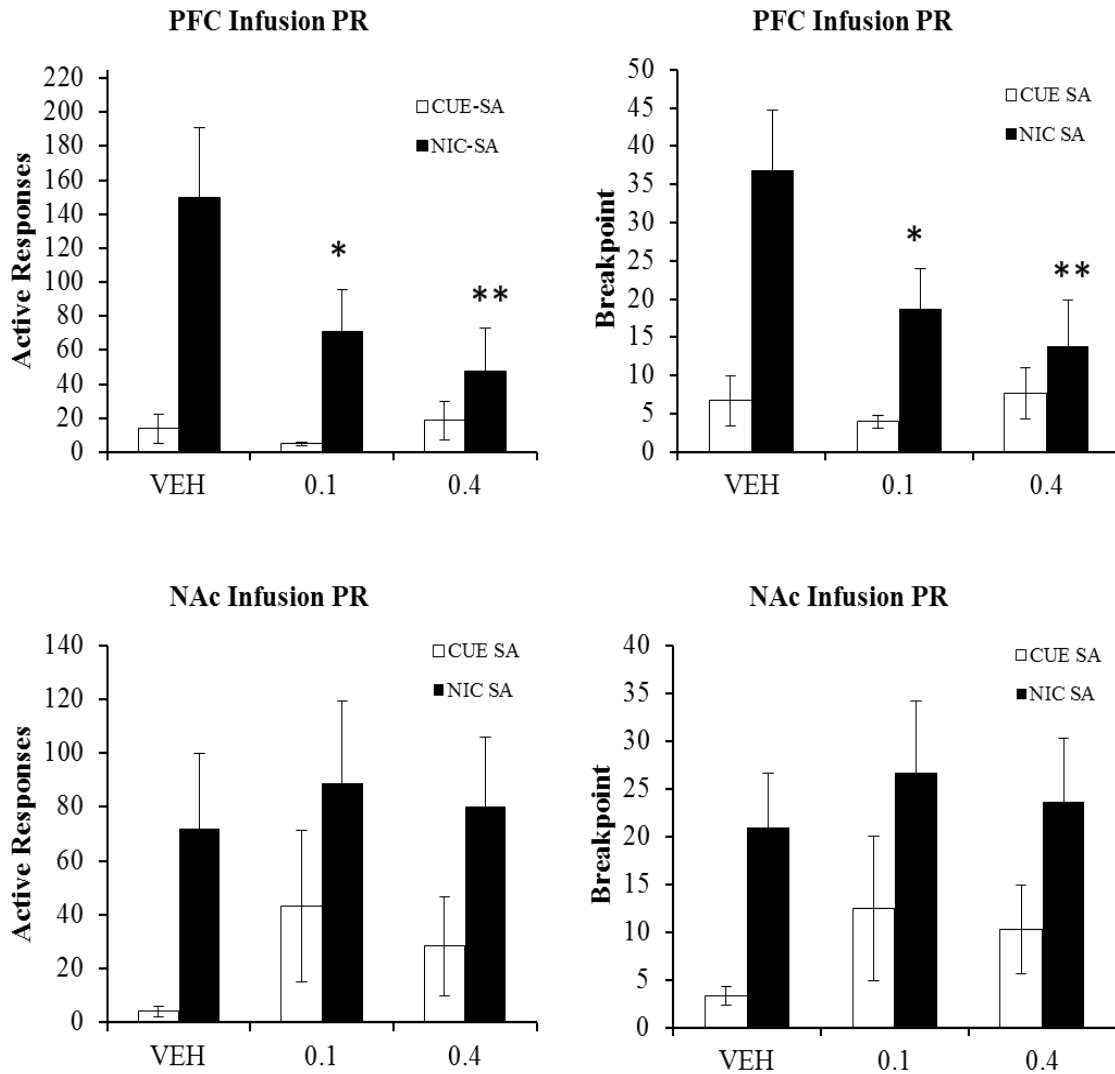 PFC Infusion PR
Active Responses
220
200
180
160
140
120
100
80
60
40
20
0
CUE-SA
NIC-SA
*
**
VEH 0.1 0.4
PFC Infusion PR
Breakpoint
50
45
40
35
30
25
20
15
10
5
0
CUE SA
NIC SA
*
**
VEH 0.1 0.4
NAc Infusion PR
Active Responses
140
120
100
80
60
40
20
0
CUE SA
NIC SA
VEH 0.1 0.4
NAc Infusion PR
Breakpoint
40
35
30
25
20
15
10
5
0
CUE SA
NIC SA
VEH 0.1 0.4